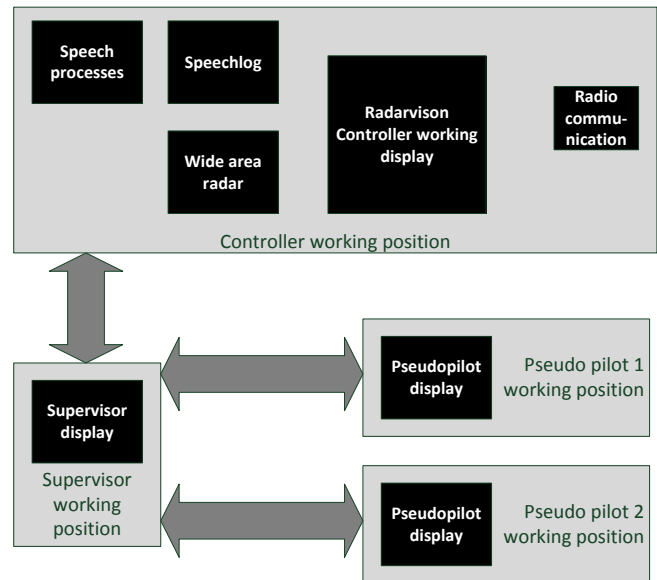 Speech
processes
Speechlog
Radarvison
Controller working
display
Radio
commu-
nication
Wide area
radar
Controller working position
Pseudopilot
display
Pseudo pilot 1
working position
Supervisor
display
Supervisor
working
position
Pseudopilot
display
Pseudo pilot 2
working position